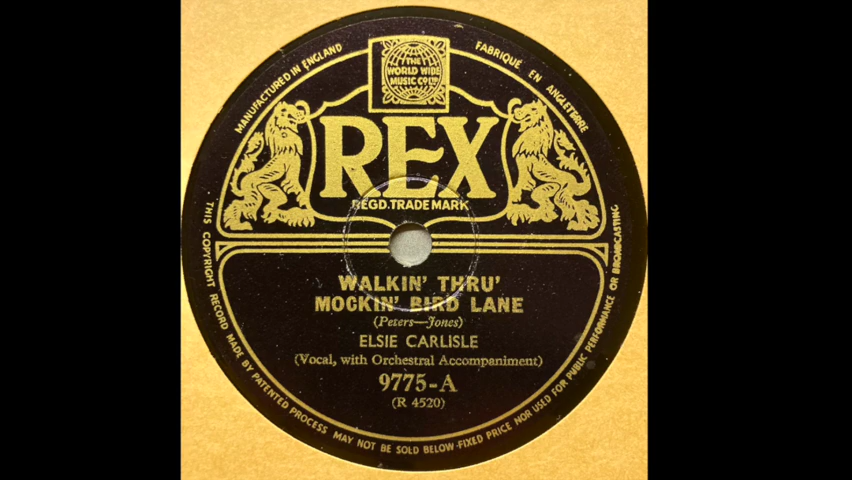 MANUFACTURED IN ENGLAND
FABRIQUÉ EN ANGLETERRE
THE
WORLD WIDE
MUSIC CO LTD
REX
REGD. TRADE MARK
WALKIN' THRU'
MOCKIN' BIRD LANE
(Peters—Jones)
ELSIE CARLISLE
(Vocal, with Orchestral Accompaniment)
9775-A
(R 4520)
THIS COPYRIGHT RECORD MADE BY PATENTED PROCESS MAY NOT BE SOLD BELOW-FIXED PRICE NOR USED FOR PUBLIC PERFORMANCE OR BROADCASTING